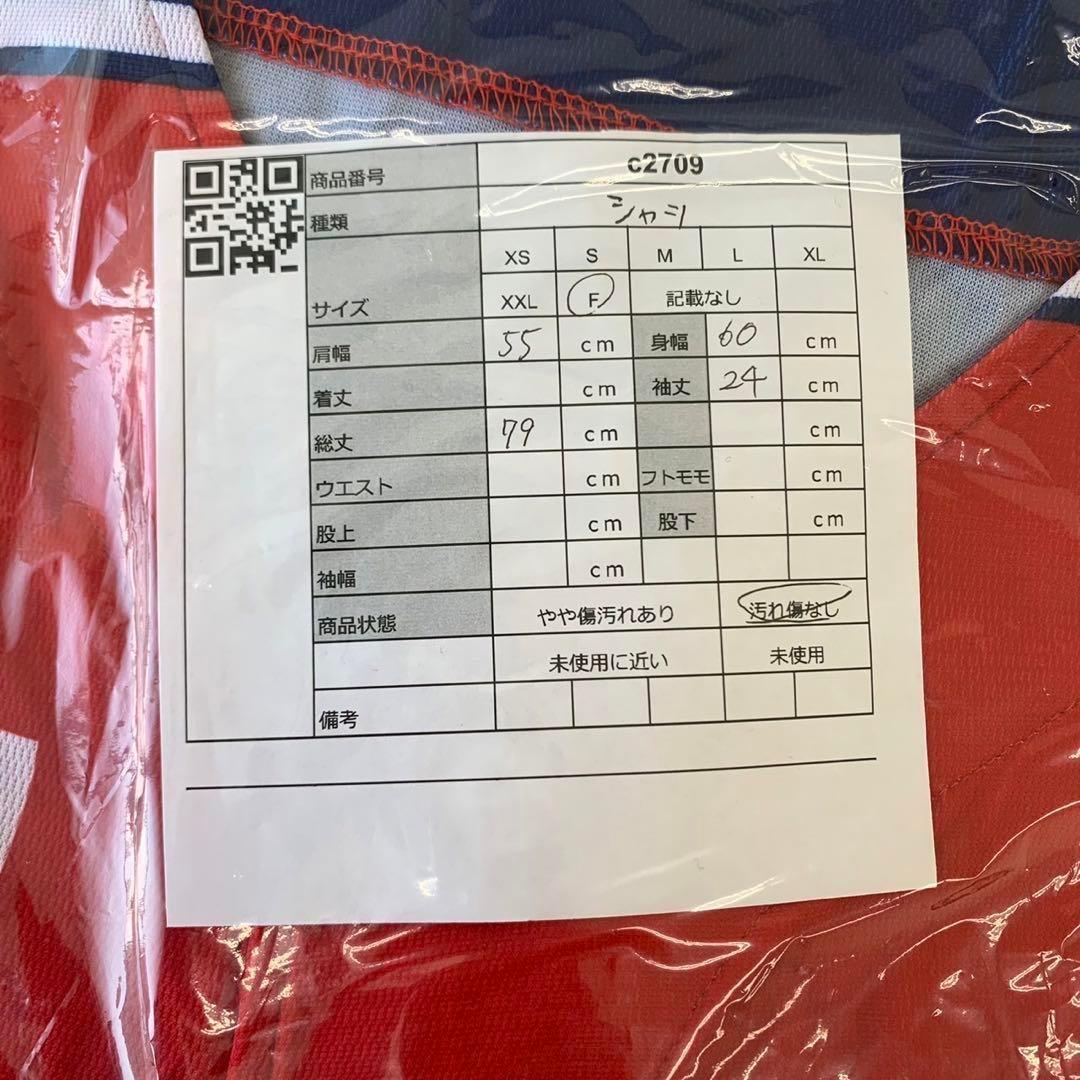 商品番号 c2709
種類 シャツ
XS S M L XL
サイズ XXL F 記載なし
肩幅 55 cm 身幅 60 cm
着丈 cm 袖丈 24 cm
総丈 79 cm cm
ウエスト cm フトモモ cm
股上 cm 股下 cm
袖幅 cm
商品状態 やや傷汚れあり 汚れ傷なし
未使用に近い 未使用
備考